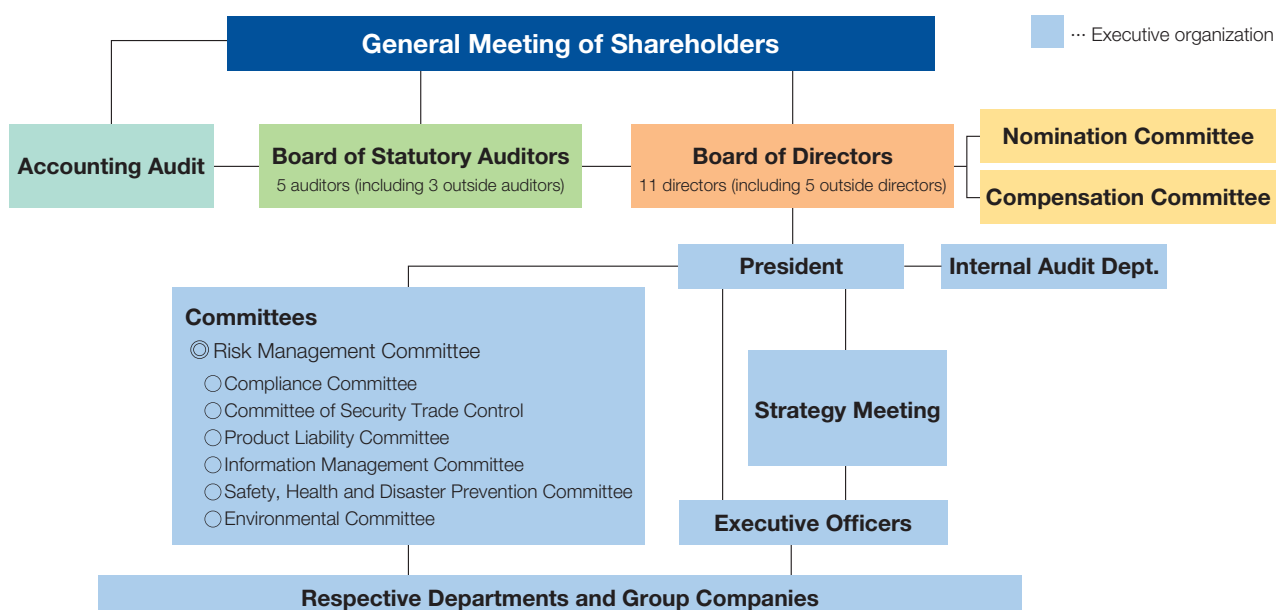 General Meeting of Shareholders
··· Executive organization
Accounting Audit
Board of Statutory Auditors
5 auditors (including 3 outside auditors)
Board of Directors
11 directors (including 5 outside directors)
Nomination Committee
Compensation Committee
President
Internal Audit Dept.
Committees
◎ Risk Management Committee
○ Compliance Committee
○ Committee of Security Trade Control
○ Product Liability Committee
○ Information Management Committee
○ Safety, Health and Disaster Prevention Committee
○ Environmental Committee
Strategy Meeting
Executive Officers
Respective Departments and Group Companies